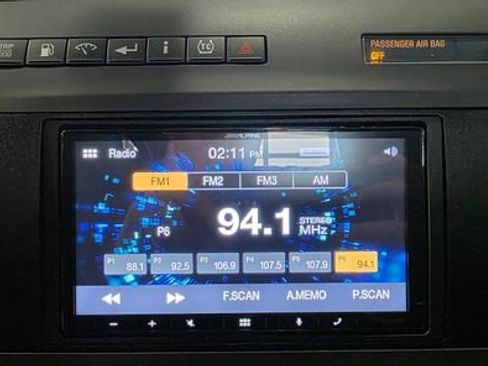 TRIP
PASSENGER AIR BAG
OFF
i
TC
ALPINE
Radio 02:11 PM
FM1 FM2 FM3 AM
P6 94.1 STEREO MHz
P1 88.1 P2 92.5 P3 106.9 P4 107.5 P5 107.9 P6 94.1
F.SCAN A.MEMO P.SCAN